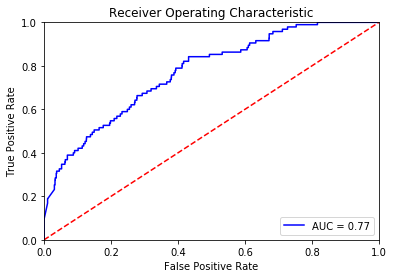 Receiver Operating Characteristic
True Positive Rate
1.0
0.8
0.6
0.4
0.2
0.0
0.0 0.2 0.4 0.6 0.8 1.0
AUC = 0.77
False Positive Rate